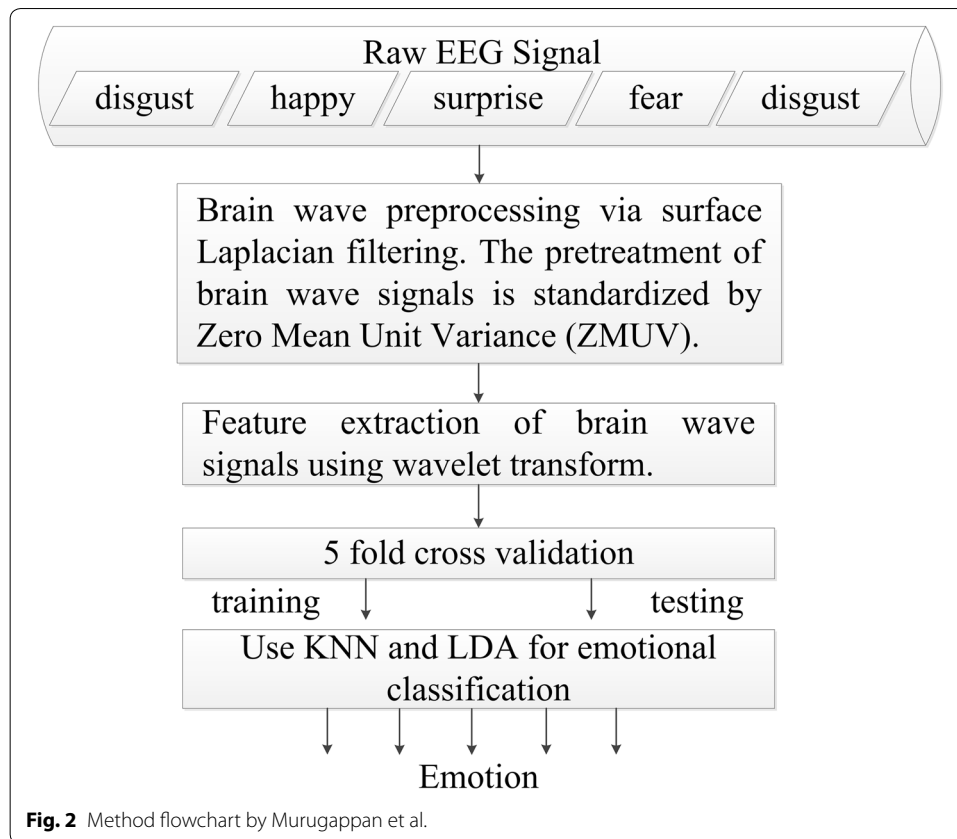 Raw EEG Signal
disgust happy surprise fear disgust
Brain wave preprocessing via surface
Laplacian filtering. The pretreatment of
brain wave signals is standardized by
Zero Mean Unit Variance (ZMUV).
Feature extraction of brain wave
signals using wavelet transform.
5 fold cross validation
training testing
Use KNN and LDA for emotional
classification
Emotion
Fig. 2 Method flowchart by Murugappan et al.